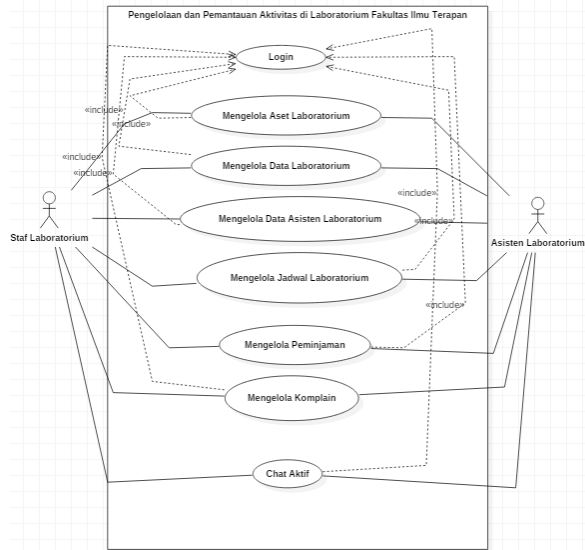 Pengelolaan dan Pemantauan Aktivitas di Laboratorium Fakultas Ilmu Terapan
Login
«include»
Mengelola Aset Laboratorium
«include»
«include»
Mengelola Data Laboratorium
«include»
«include»
Staf Laboratorium
Mengelola Data Asisten Laboratorium
«include»
Asisten Laboratorium
Mengelola Jadwal Laboratorium
«include»
Mengelola Peminjaman
Mengelola Komplain
Chat Aktif